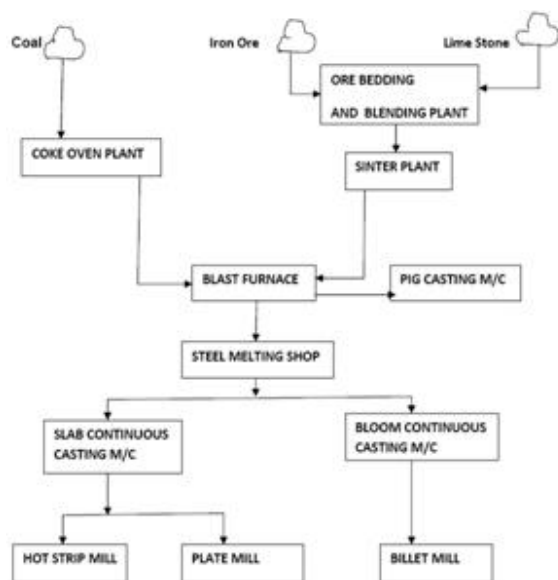 Coal
Iron Ore
Lime Stone
ORE BEDDING
AND BLENDING PLANT
COKE OVEN PLANT
SINTER PLANT
BLAST FURNACE
PIG CASTING M/C
STEEL MELTING SHOP
SLAB CONTINUOUS
CASTING M/C
BLOOM CONTINUOUS
CASTING M/C
HOT STRIP MILL
PLATE MILL
BILLET MILL